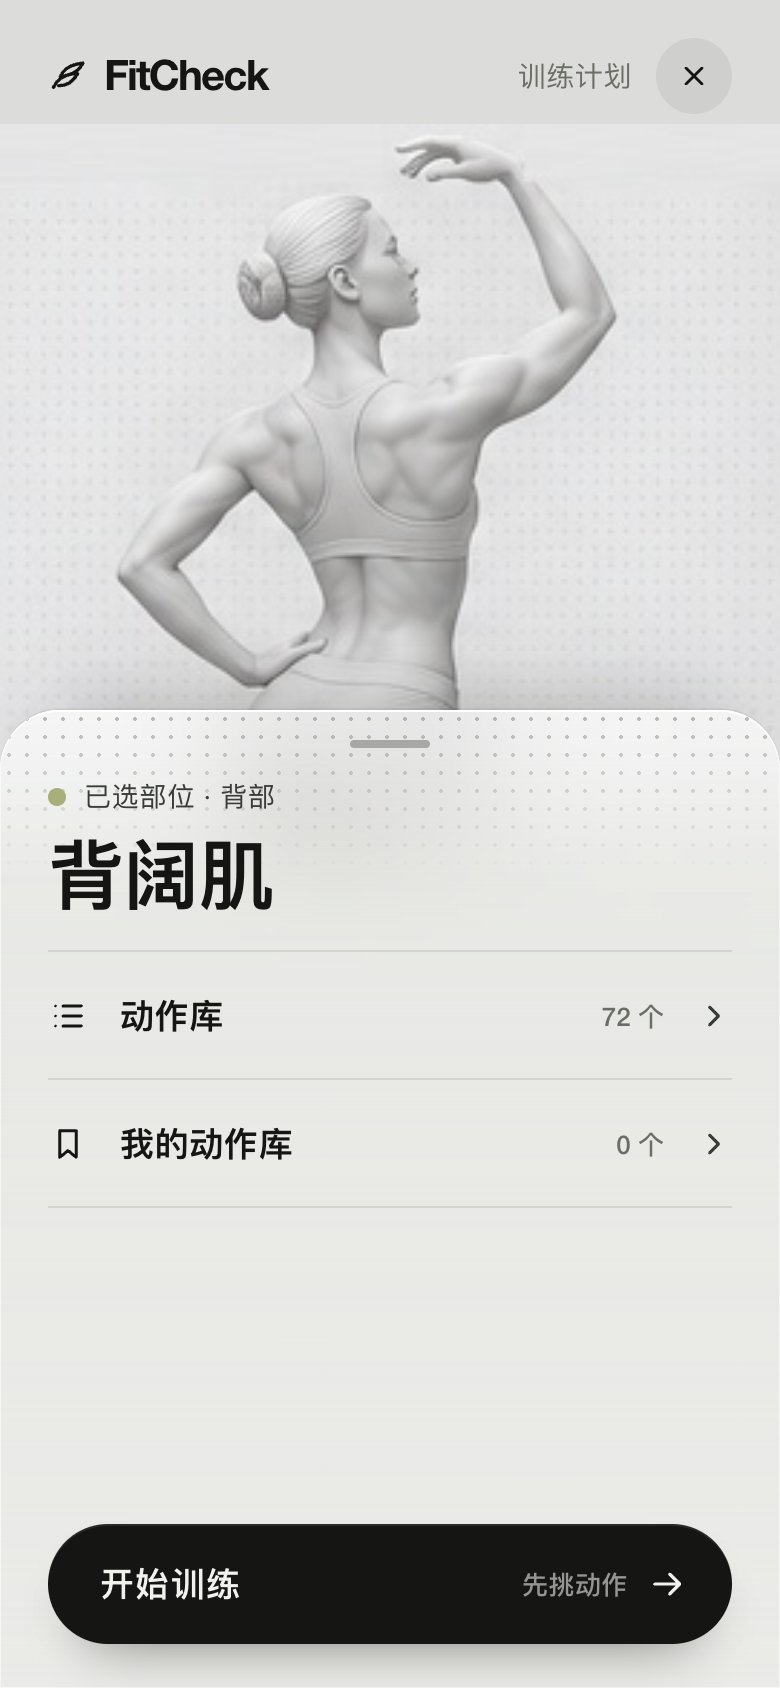 FitCheck
训练计划
已选部位 · 背部
背阔肌
动作库 72 个
我的动作库 0 个
开始训练 先挑动作